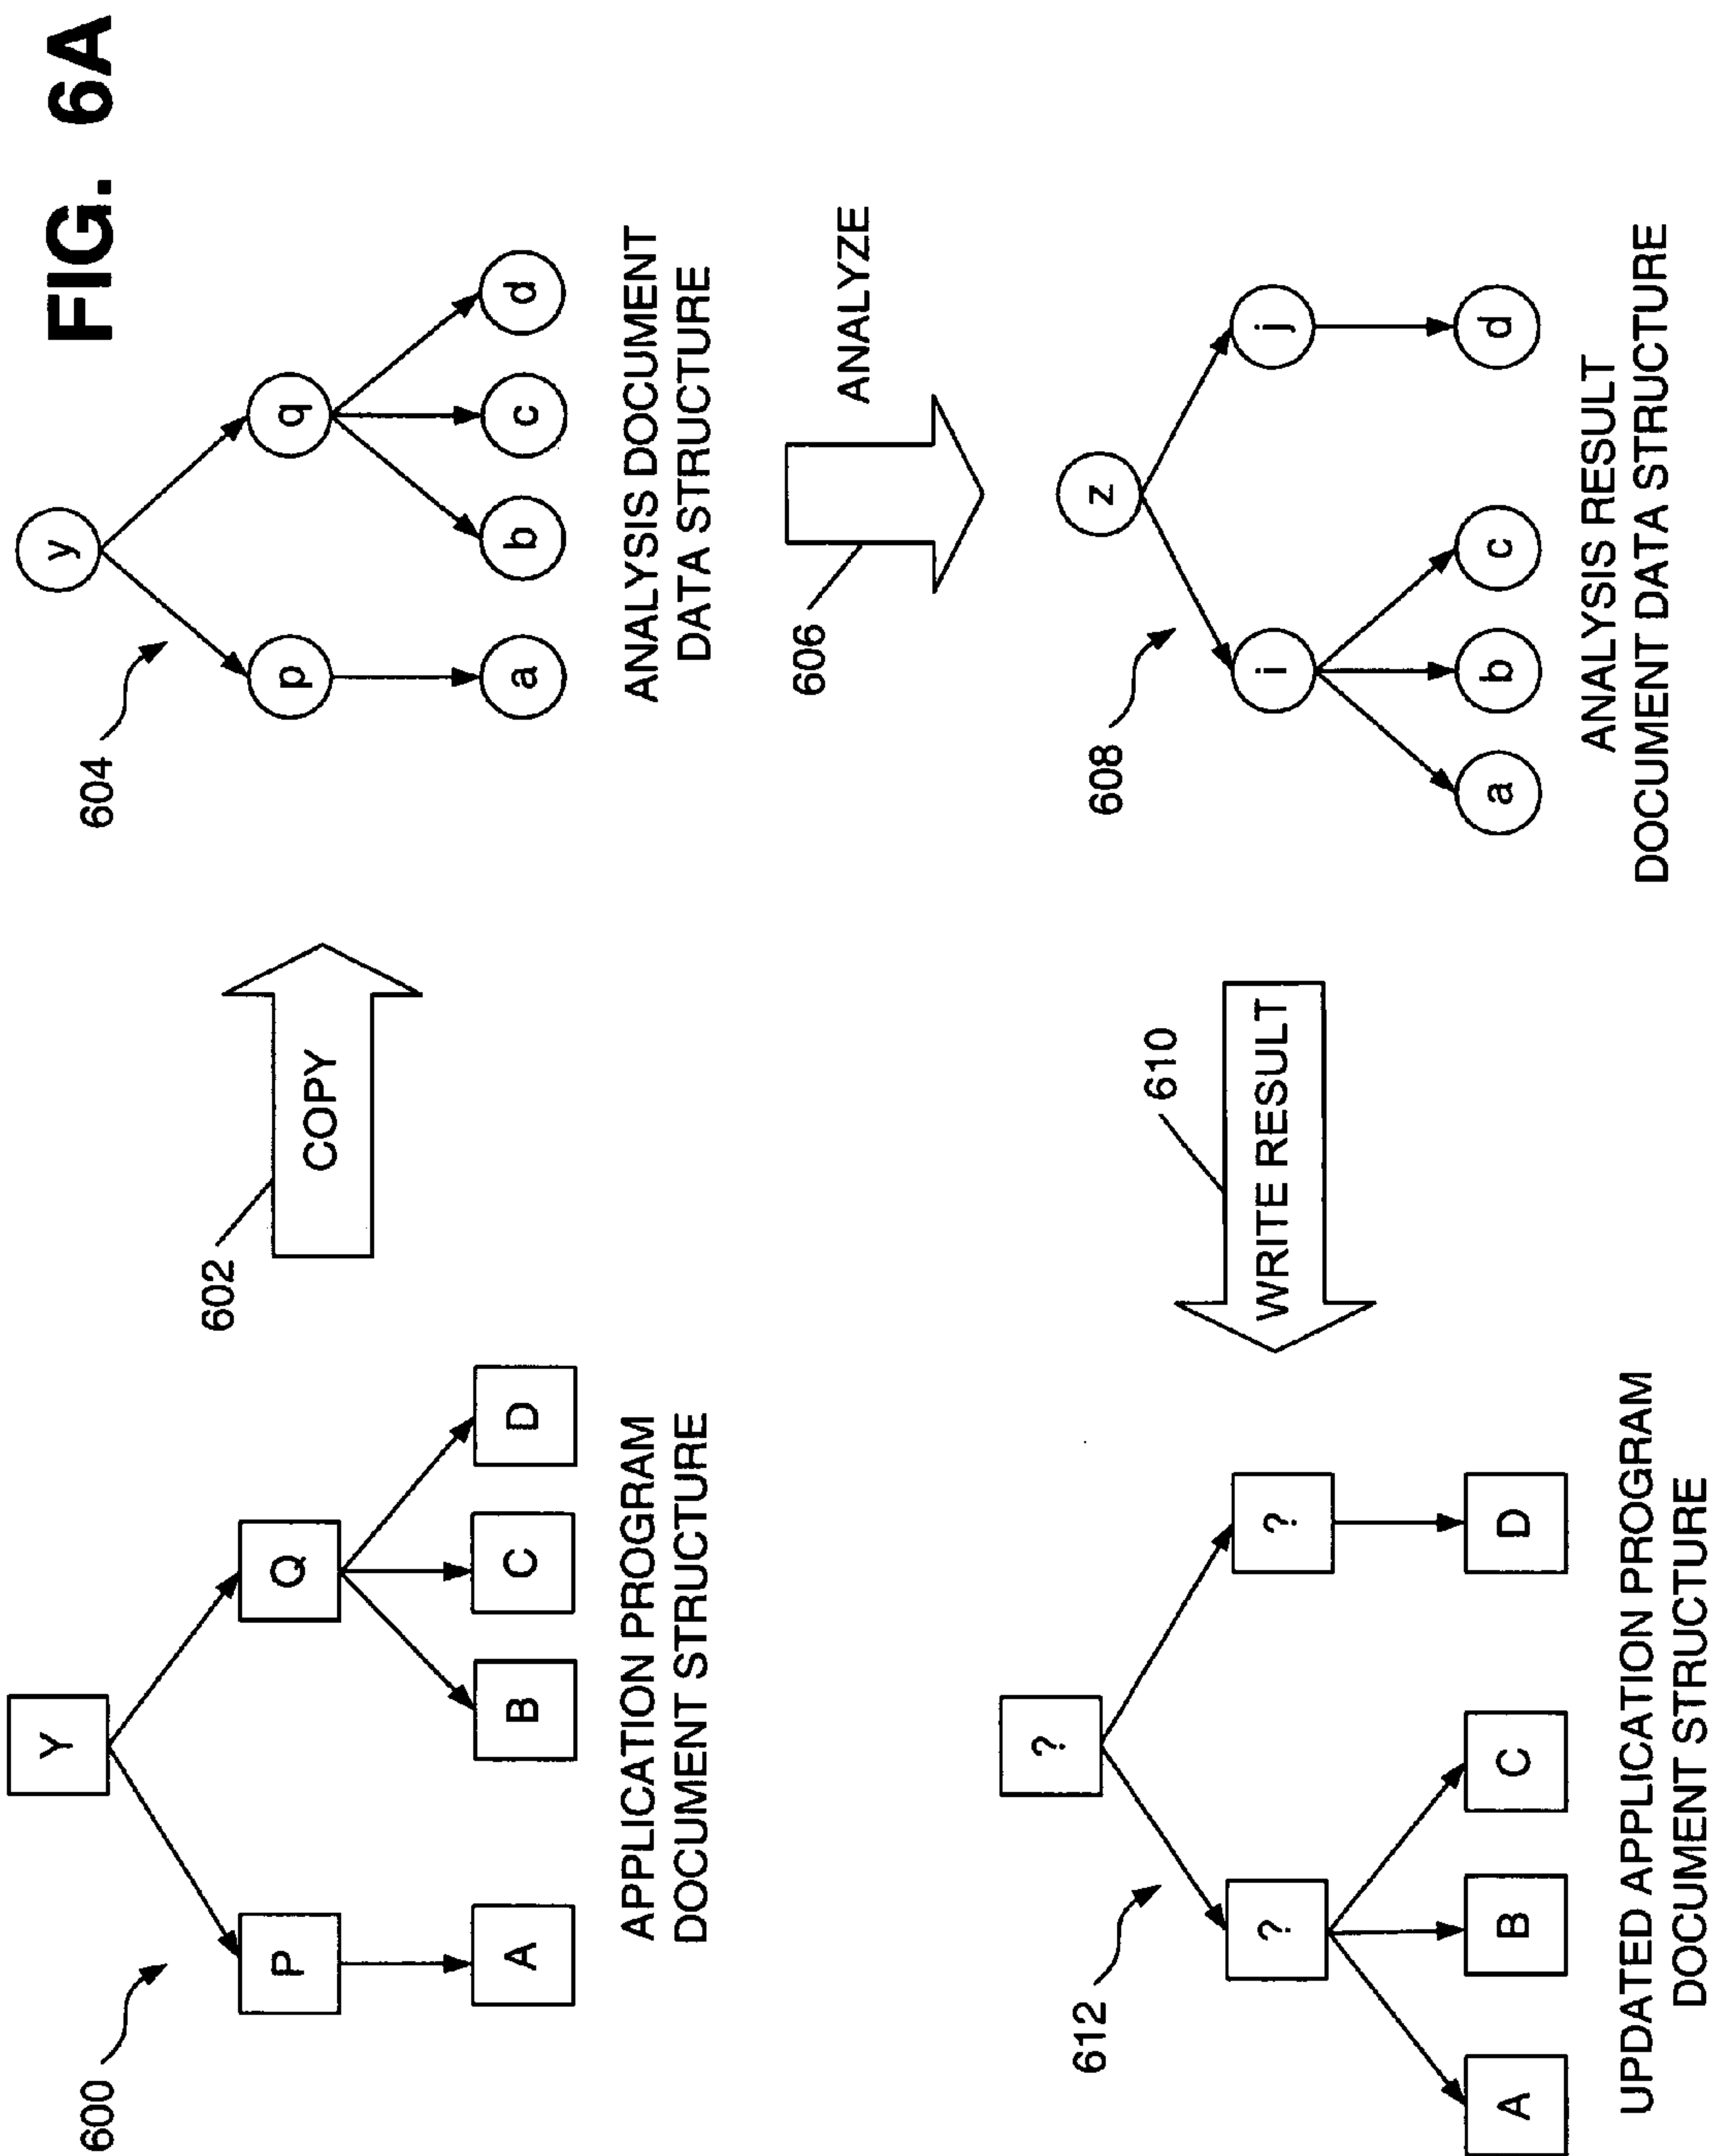 FIG. 6A
600
Y
P
Q
A
B
C
D
APPLICATION PROGRAM
DOCUMENT STRUCTURE
602
COPY
604
y
p
q
a
b
c
d
ANALYSIS DOCUMENT
DATA STRUCTURE
606
ANALYZE
608
z
i
j
a
b
c
d
ANALYSIS RESULT
DOCUMENT DATA STRUCTURE
610
WRITE RESULT
612
?
?
?
A
B
C
D
UPDATED APPLICATION PROGRAM
DOCUMENT STRUCTURE